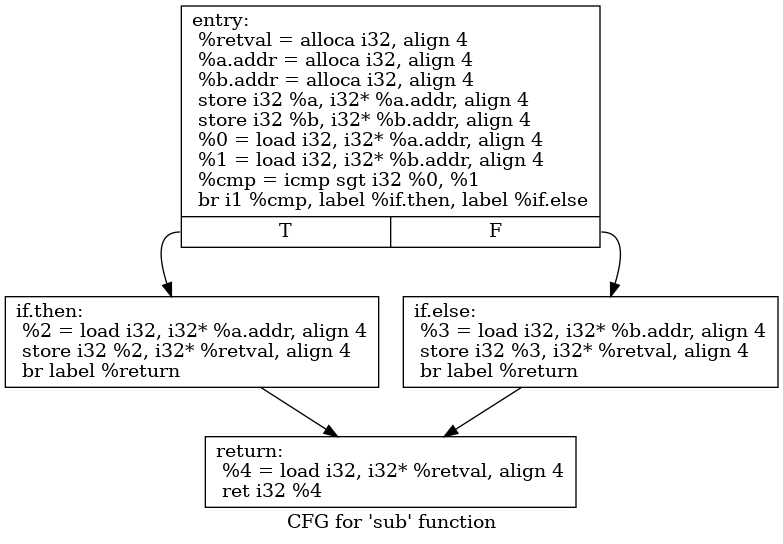 entry:
%retval = alloca i32, align 4
%a.addr = alloca i32, align 4
%b.addr = alloca i32, align 4
store i32 %a, i32* %a.addr, align 4
store i32 %b, i32* %b.addr, align 4
%0 = load i32, i32* %a.addr, align 4
%1 = load i32, i32* %b.addr, align 4
%cmp = icmp sgt i32 %0, %1
br i1 %cmp, label %if.then, label %if.else
T
F
if.then:
%2 = load i32, i32* %a.addr, align 4
store i32 %2, i32* %retval, align 4
br label %return
if.else:
%3 = load i32, i32* %b.addr, align 4
store i32 %3, i32* %retval, align 4
br label %return
return:
%4 = load i32, i32* %retval, align 4
ret i32 %4
CFG for 'sub' function